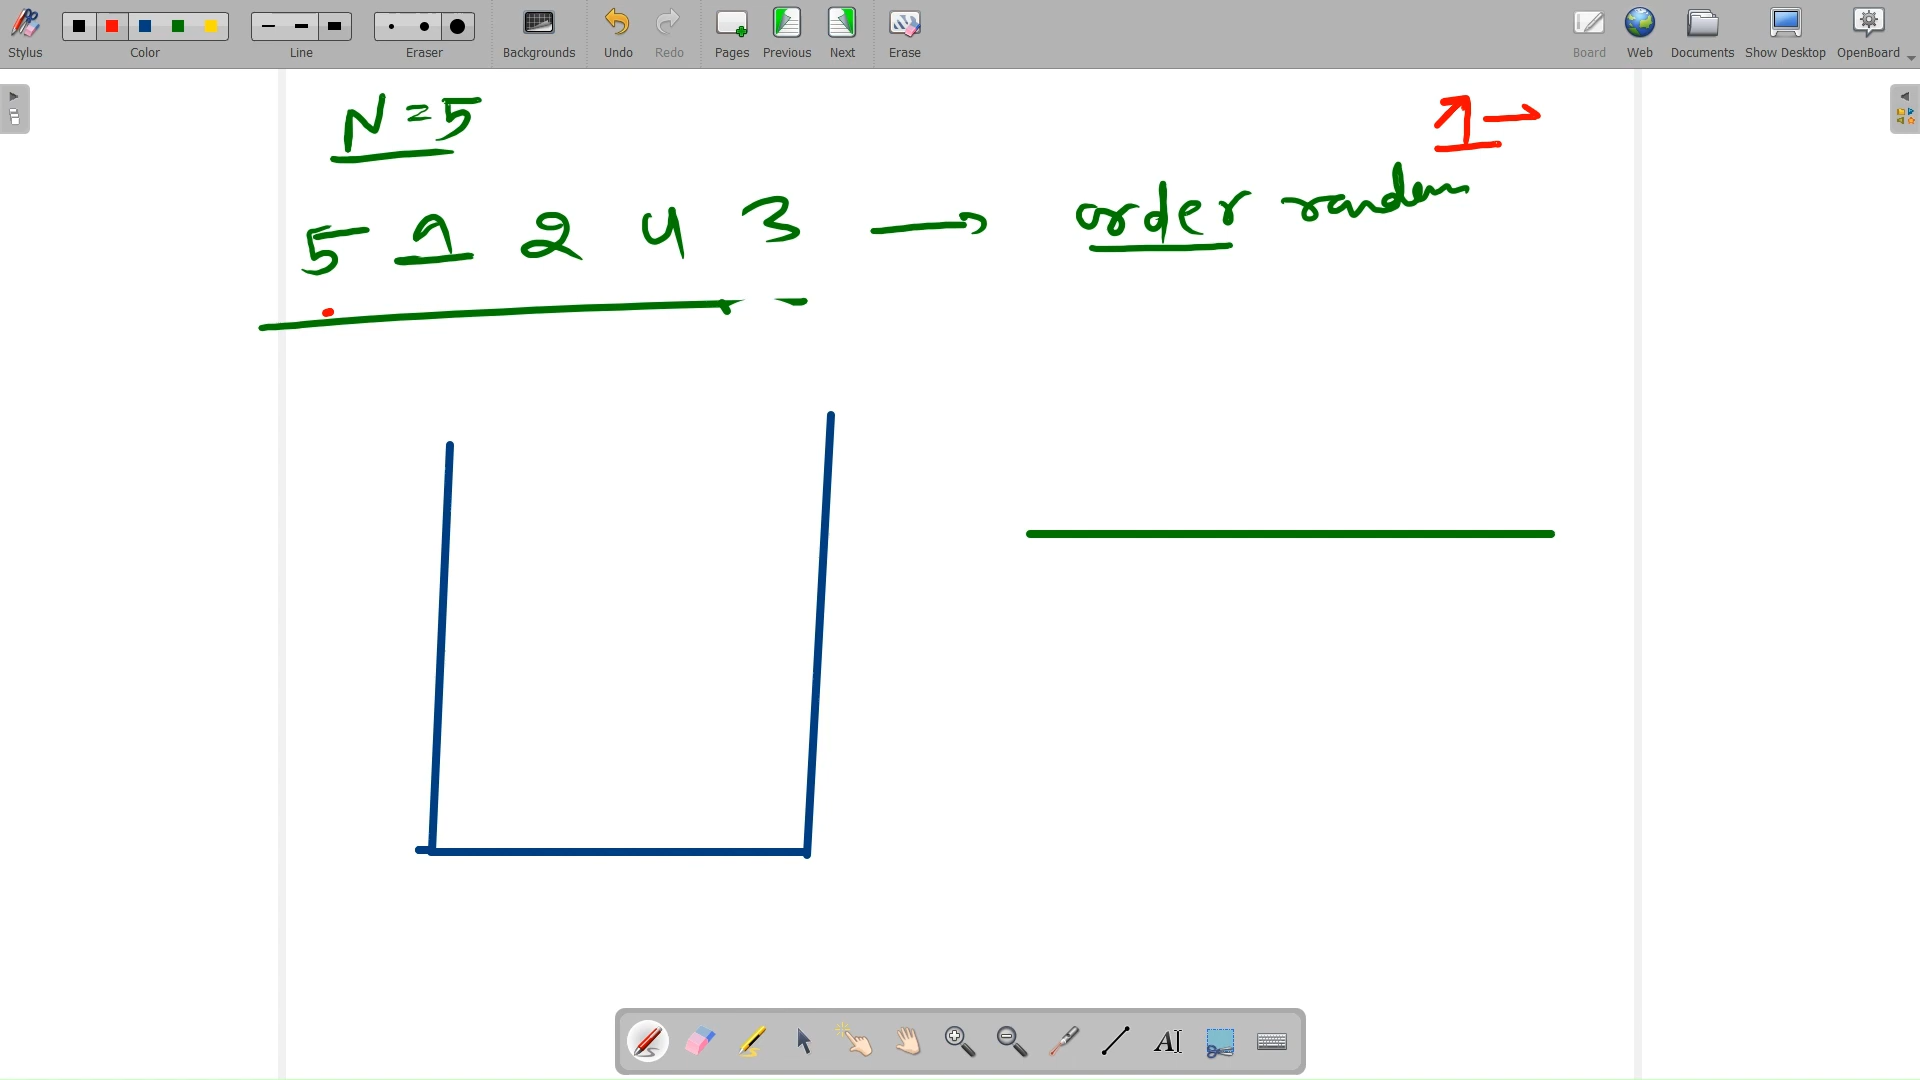 Stylus Color Line Eraser Backgrounds Undo Redo Pages Previous Next Erase Board Web Documents Show Desktop OpenBoard
N = 5
1 →
5 1 2 4 3 → order random